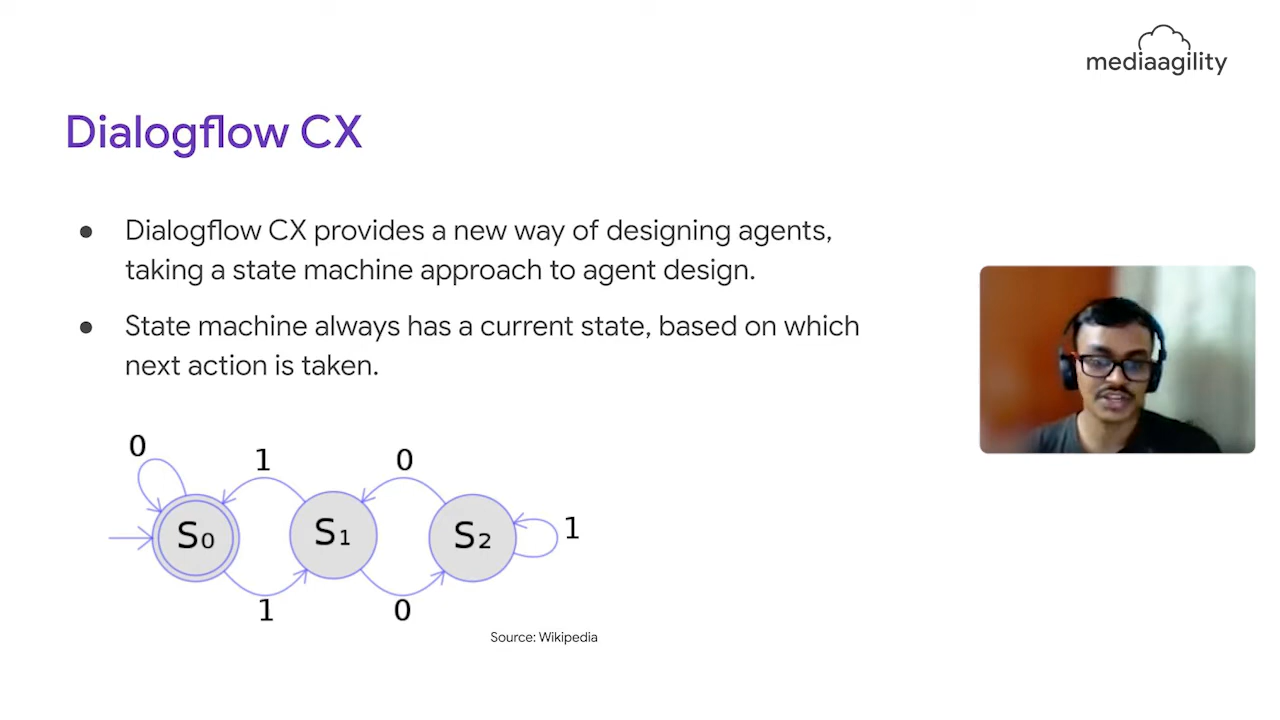 mediaagility
Dialogflow CX
● Dialogflow CX provides a new way of designing agents,
taking a state machine approach to agent design.
● State machine always has a current state, based on which
next action is taken.
0
1
0
S₀
S₁
S₂
1
1
0
Source: Wikipedia